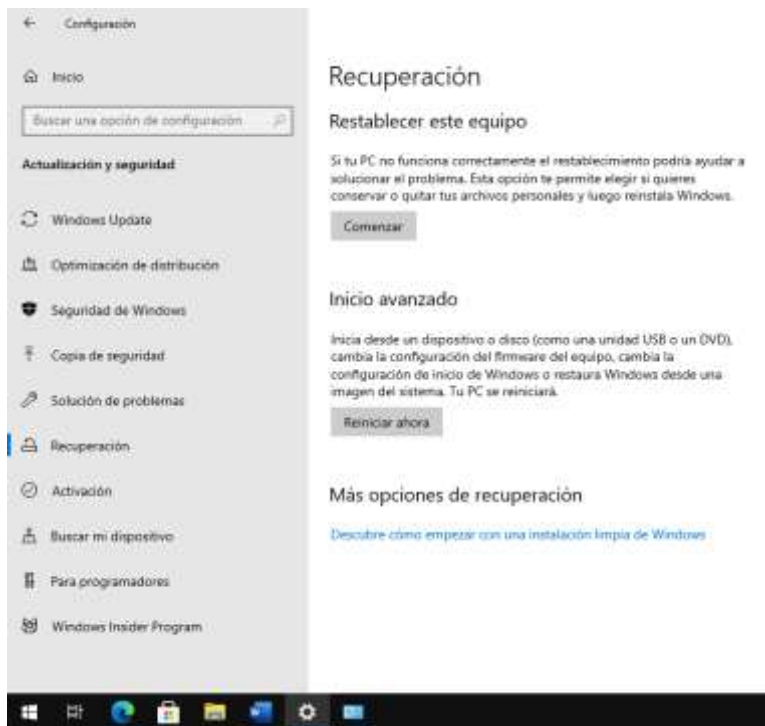 Configuración
Inicio
Buscar una opción de configuración
Actualización y seguridad
Windows Update
Optimización de distribución
Seguridad de Windows
Copia de seguridad
Solución de problemas
Recuperación
Activación
Buscar mi dispositivo
Para programadores
Windows Insider Program
Recuperación
Restablecer este equipo
Si tu PC no funciona correctamente el restablecimiento podría ayudar a
solucionar el problema. Esta opción te permite elegir si quieres
conservar o quitar tus archivos personales y luego reinstala Windows.
Comenzar
Inicio avanzado
Inicia desde un dispositivo o disco (como una unidad USB o un DVD),
cambia la configuración del firmware del equipo, cambia la
configuración de inicio de Windows o restaura Windows desde una
imagen del sistema. Tu PC se reiniciará.
Reiniciar ahora
Más opciones de recuperación
Descubre cómo empezar con una instalación limpia de Windows